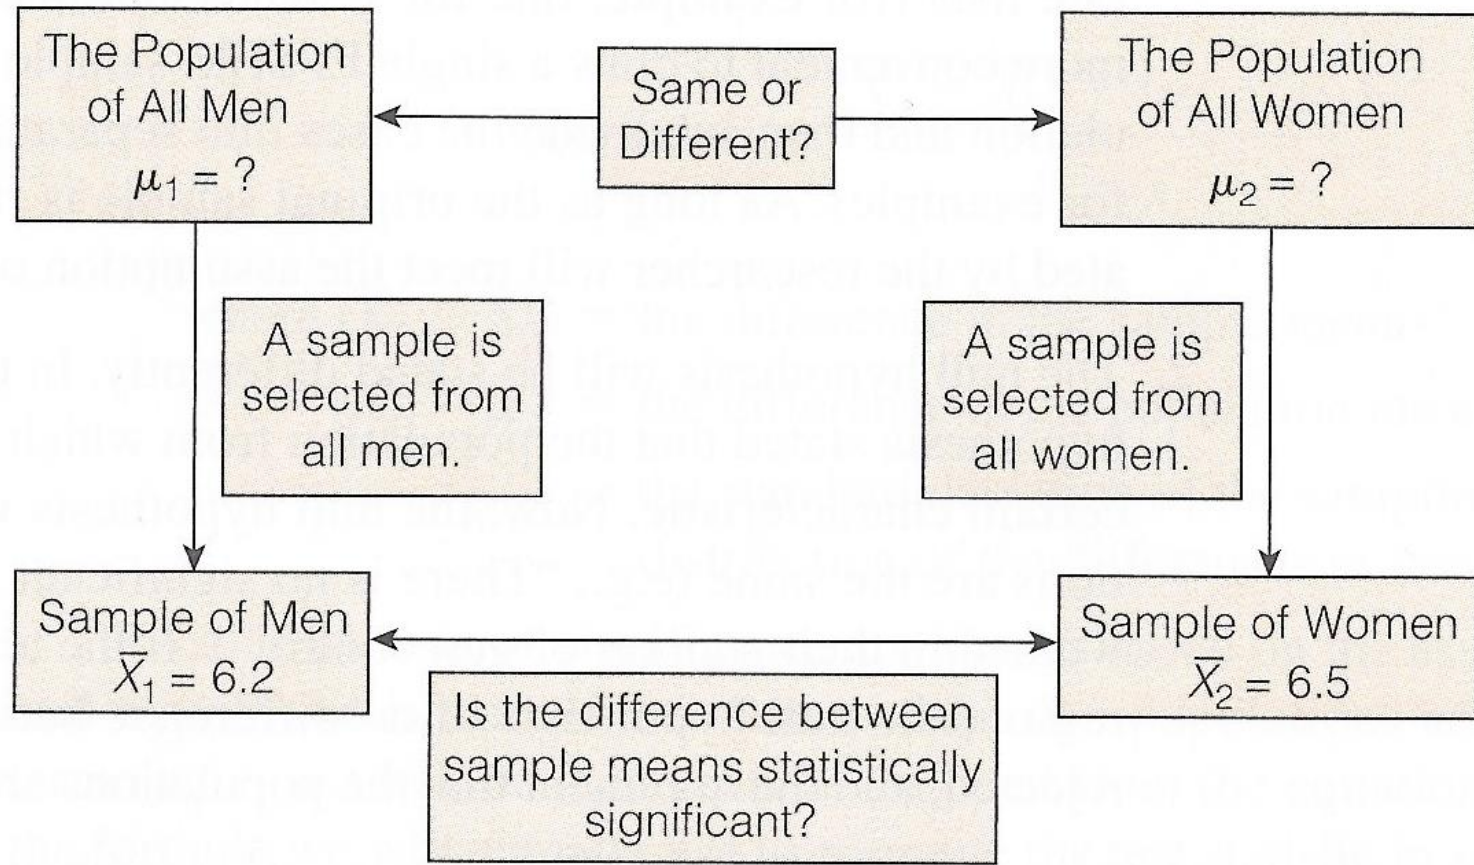 The Population
of All Men
μ₁ = ?
Same or
Different?
The Population
of All Women
μ₂ = ?
A sample is
selected from
all men.
A sample is
selected from
all women.
Sample of Men
X̅₁ = 6.2
Sample of Women
X̅₂ = 6.5
Is the difference between
sample means statistically
significant?